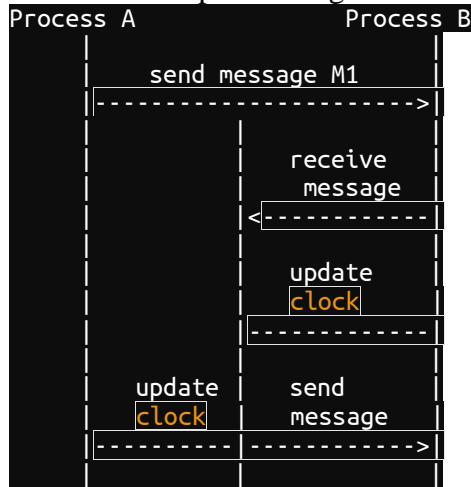 Process A Process B
send message M1
|----------------------->|
receive
message
|<-------------|
update
clock
|-------------|
update send
clock message
|----------|------------->|